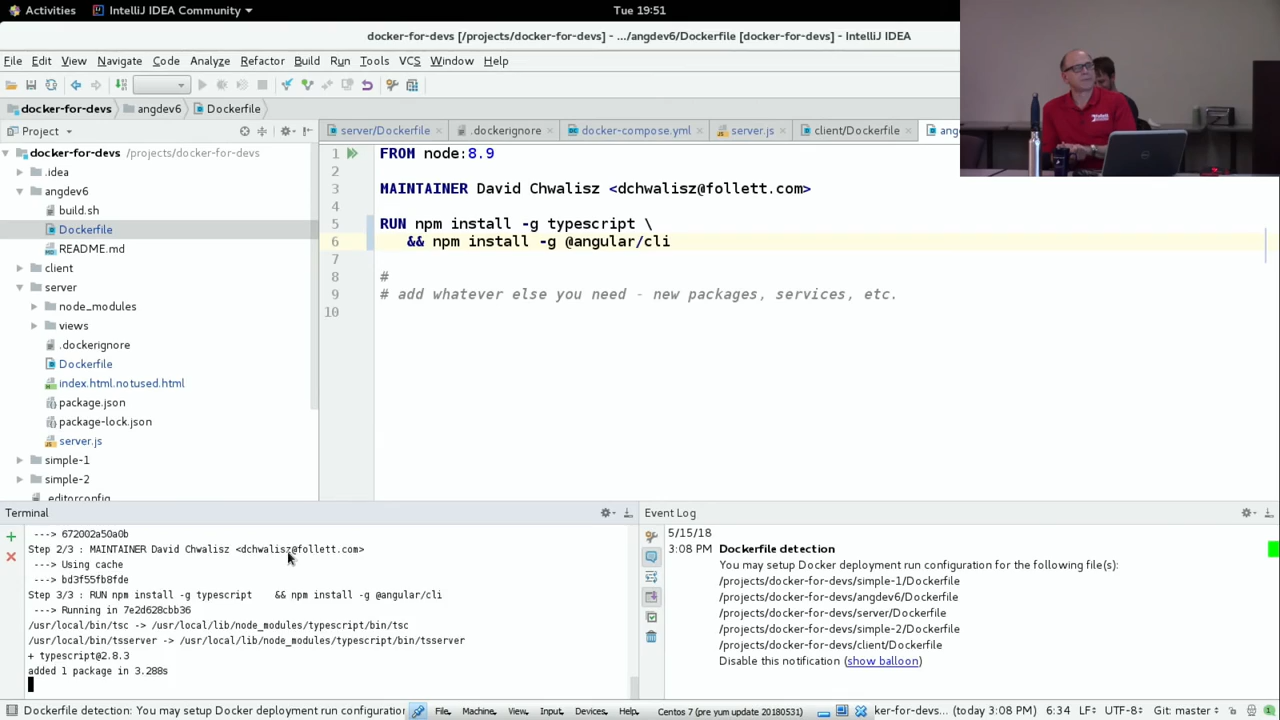 Activities IntelliJ IDEA Community Tue 19:51
docker-for-devs [/projects/docker-for-devs] - .../angdev6/Dockerfile [docker-for-devs] - IntelliJ IDEA
File Edit View Navigate Code Analyze Refactor Build Run Tools VCS Window Help
docker-for-devs angdev6 Dockerfile
Project
server/Dockerfile .dockerignore docker-compose.yml server.js client/Dockerfile
docker-for-devs /projects/docker-for-devs
.idea
angdev6
build.sh
Dockerfile
README.md
client
server
node_modules
views
.dockerignore
Dockerfile
index.html.notused.html
package.json
package-lock.json
server.js
simple-1
simple-2
.editorconfig
1 FROM node:8.9
2
3 MAINTAINER David Chwalisz <dchwalisz@follett.com>
4
5 RUN npm install -g typescript \
6 && npm install -g @angular/cli
7
8 #
9 # add whatever else you need - new packages, services, etc.
10
Terminal
---> 672002a50a0b
Step 2/3 : MAINTAINER David Chwalisz <dchwalisz@follett.com>
---> Using cache
---> bd3f55fb8fde
Step 3/3 : RUN npm install -g typescript && npm install -g @angular/cli
---> Running in 7e2d628cbb36
/usr/local/bin/tsc -> /usr/local/lib/node_modules/typescript/bin/tsc
/usr/local/bin/tsserver -> /usr/local/lib/node_modules/typescript/bin/tsserver
+ typescript@2.8.3
added 1 package in 3.288s
Event Log
5/15/18
3:08 PM Dockerfile detection
You may setup Docker deployment run configuration for the following file(s):
/projects/docker-for-devs/simple-1/Dockerfile
/projects/docker-for-devs/angdev6/Dockerfile
/projects/docker-for-devs/server/Dockerfile
/projects/docker-for-devs/simple-2/Dockerfile
/projects/docker-for-devs/client/Dockerfile
Disable this notification (show balloon)
Dockerfile detection: You may setup Docker deployment run configuration File Machine View Input Devices Help Centos 7 (pre yum update 20180531) ker-for-devs... (today 3:08 PM) 6:34 LF÷ UTF-8÷ Git: master÷